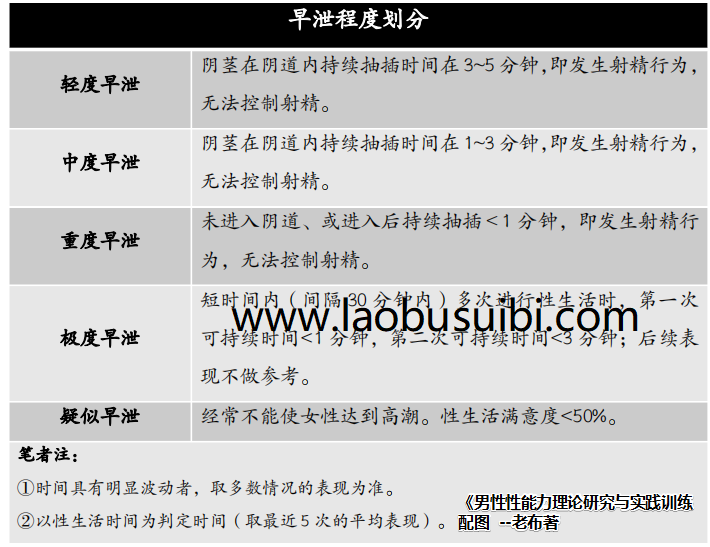 早泄程度划分
轻度早泄
阴茎在阴道内持续抽插时间在3~5分钟,即发生射精行为,
无法控制射精。
中度早泄
阴茎在阴道内持续抽插时间在1~3分钟,即发生射精行为,
无法控制射精。
重度早泄
未进入阴道、或进入后持续抽插<1分钟，即发生射精行
为，无法控制射精。
极度早泄
短时间内（间隔30分钟内）多次进行性生活时，第一次
可持续时间<1分钟，第二次可持续时间<3分钟；后续表
现不做参考。
www.laobusuibi.com
疑似早泄
经常不能使女性达到高潮。性生活满意度<50%。
笔者注：
①时间具有明显波动者，取多数情况的表现为准。
②以性生活时间为判定时间（取最近5次的平均表现）。
《男性性能力理论研究与实践训练
配图 --老布著